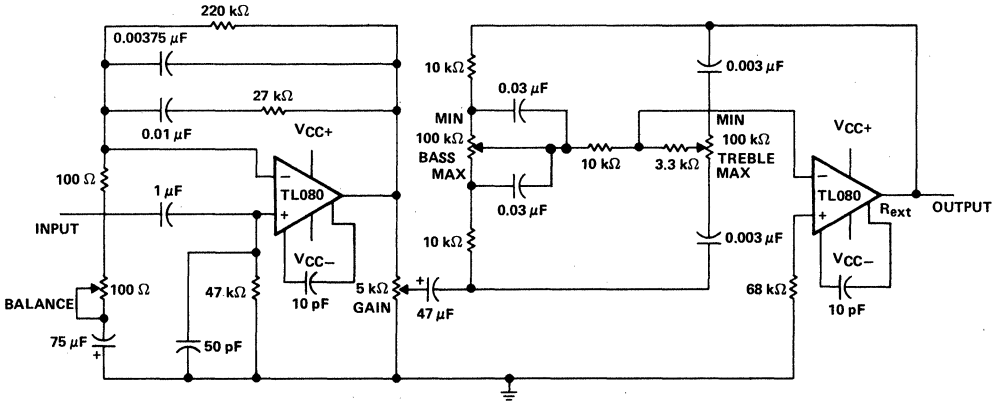 220 kΩ
0.00375 μF
27 kΩ
0.01 μF
100 Ω
1 μF
INPUT
VCC+
−
TL080
+
VCC−
10 pF
100 Ω
BALANCE
75 μF
+
47 kΩ
50 pF
5 kΩ
GAIN
+
47 μF
10 kΩ
0.03 μF
MIN
100 kΩ
BASS
MAX
0.03 μF
10 kΩ
10 kΩ
3.3 kΩ
0.003 μF
MIN
100 kΩ
TREBLE
MAX
0.003 μF
VCC+
−
TL080
+
Rext
OUTPUT
VCC−
10 pF
68 kΩ